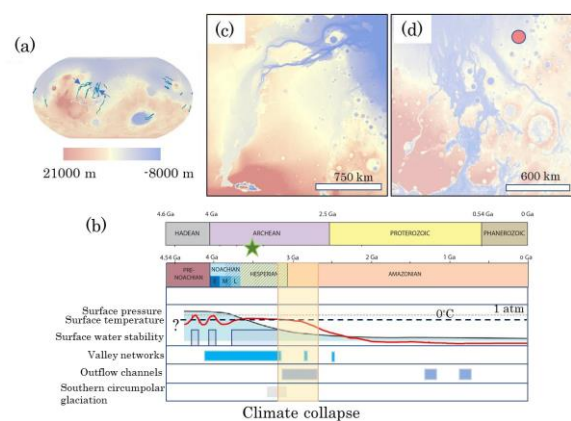 (a)
21000 m
-8000 m
(c)
750 km
(d)
600 km
(b)
4.6 Ga
4 Ga
2.5 Ga
0.54 Ga
0 Ga
HADEAN
ARCHEAN
PROTEROZOIC
PHANEROZOIC
4.54 Ga
4 Ga
3 Ga
2 Ga
1 Ga
0 Ga
PRE-
NOACHIAN
NOACHIAN
E M L
HESPERIAN
AMAZONIAN
Surface pressure
Surface temperature
Surface water stability
?
0°C
1 atm
Valley networks
Outflow channels
Southern circumpolar
glaciation
Climate collapse